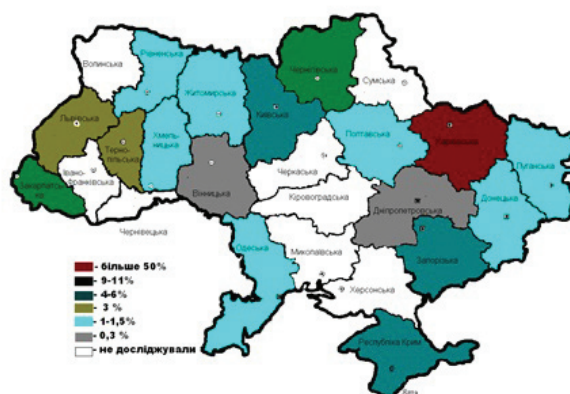 Волинська
Рівненська
Житомирська
Київська
Чернігівська
Сумська
Львівська
Терно-
пільська
Хмель-
ницька
Івано-
Франківська
Закарпатсь-
ка
Чернівецька
Вінницька
Черкаська
Кіровоградська
Полтавська
Харківська
Луганська
Донецька
Дніпропетровська
Запорізька
Одеська
Миколаївська
Херсонська
Республіка Крим
- більше 50%
- 9-11%
- 4-6%
- 3 %
- 1-1,5%
- 0,3 %
- не досліджували